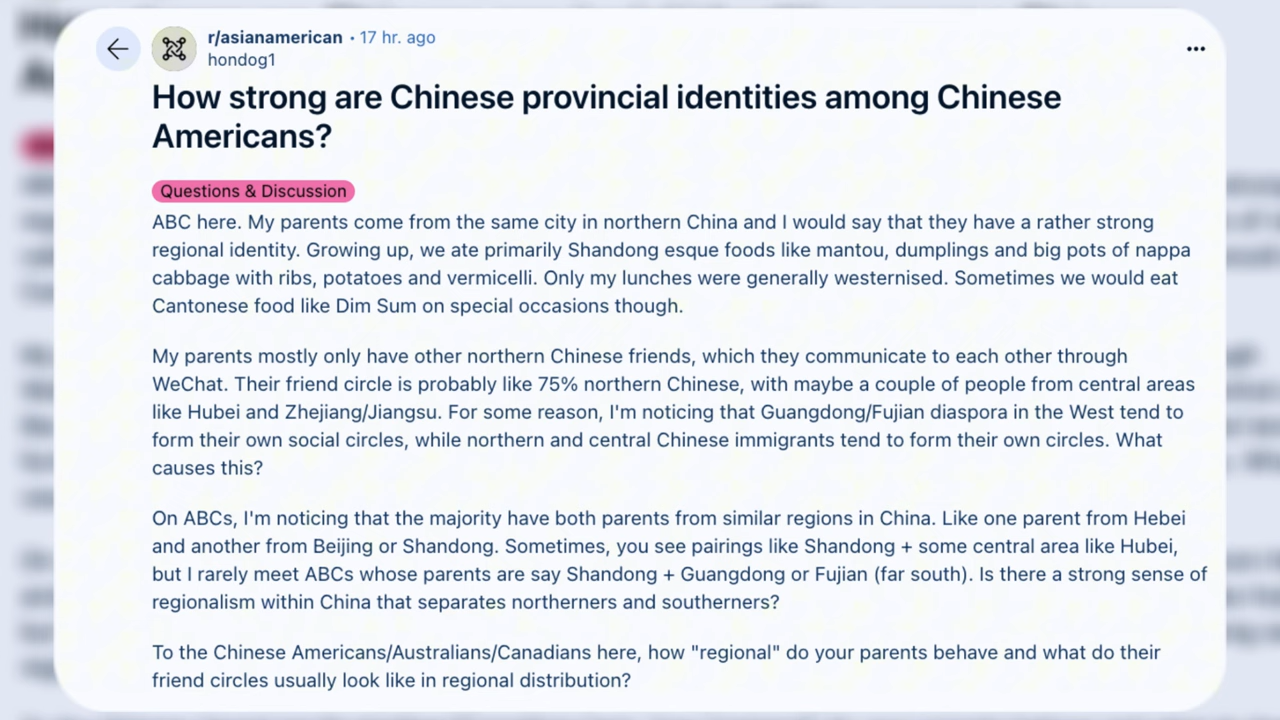 r/asianamerican • 17 hr. ago
hondog1
How strong are Chinese provincial identities among Chinese
Americans?
Questions & Discussion
ABC here. My parents come from the same city in northern China and I would say that they have a rather strong
regional identity. Growing up, we ate primarily Shandong esque foods like mantou, dumplings and big pots of nappa
cabbage with ribs, potatoes and vermicelli. Only my lunches were generally westernised. Sometimes we would eat
Cantonese food like Dim Sum on special occasions though.
My parents mostly only have other northern Chinese friends, which they communicate to each other through
WeChat. Their friend circle is probably like 75% northern Chinese, with maybe a couple of people from central areas
like Hubei and Zhejiang/Jiangsu. For some reason, I'm noticing that Guangdong/Fujian diaspora in the West tend to
form their own social circles, while northern and central Chinese immigrants tend to form their own circles. What
causes this?
On ABCs, I'm noticing that the majority have both parents from similar regions in China. Like one parent from Hebei
and another from Beijing or Shandong. Sometimes, you see pairings like Shandong + some central area like Hubei,
but I rarely meet ABCs whose parents are say Shandong + Guangdong or Fujian (far south). Is there a strong sense of
regionalism within China that separates northerners and southerners?
To the Chinese Americans/Australians/Canadians here, how "regional" do your parents behave and what do their
friend circles usually look like in regional distribution?